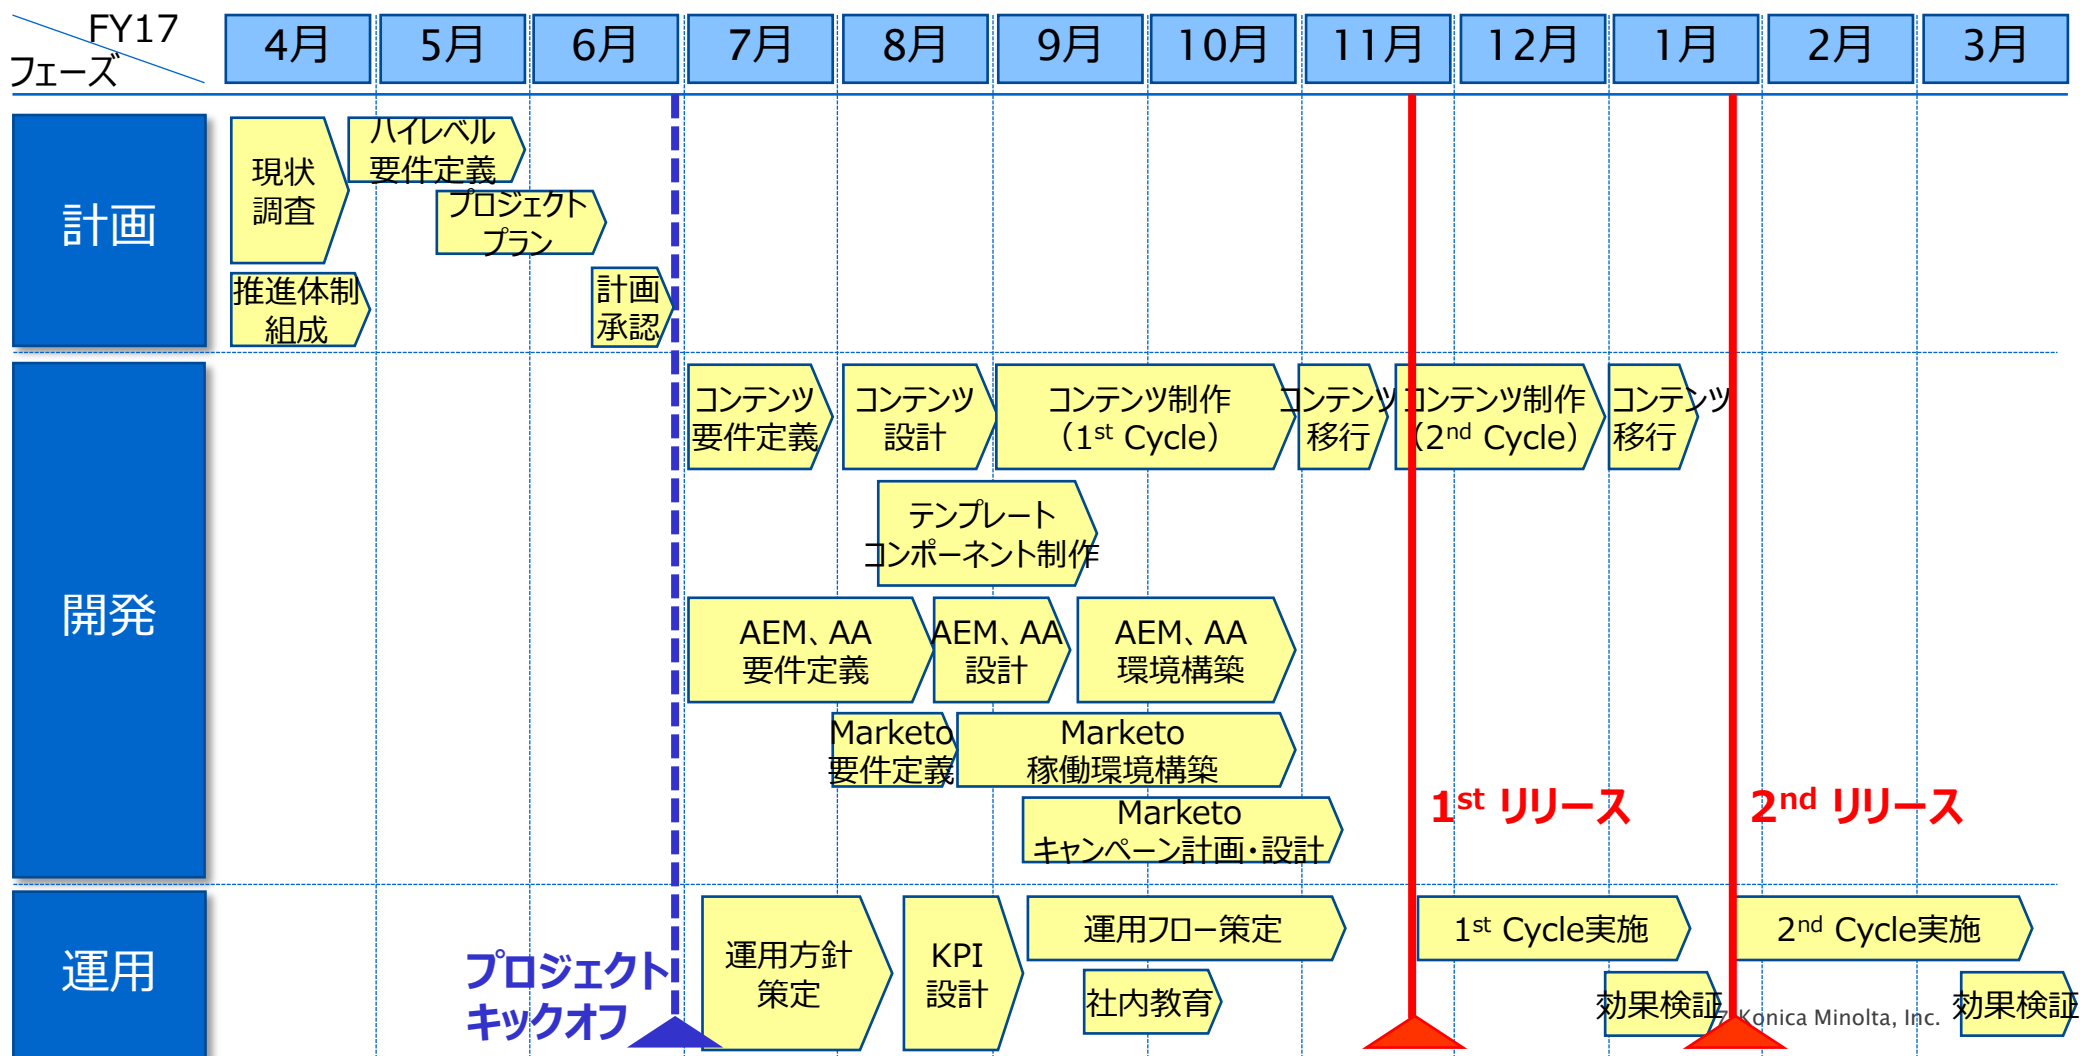 FY17
フェーズ
4月
5月
6月
7月
8月
9月
10月
11月
12月
1月
2月
3月
計画
現状
調査
ハイレベル
要件定義
プロジェクト
プラン
推進体制
組成
計画
承認
開発
コンテンツ
要件定義
コンテンツ
設計
コンテンツ制作
（1st Cycle）
コンテンツ
移行
コンテンツ制作
（2nd Cycle）
コンテンツ
移行
テンプレート
コンポーネント制作
AEM、AA
要件定義
AEM、AA
設計
AEM、AA
環境構築
Marketo
要件定義
Marketo
稼働環境構築
Marketo
キャンペーン計画・設計
1st リリース
2nd リリース
運用
プロジェクト
キックオフ
運用方針
策定
KPI
設計
運用フロー策定
社内教育
1st Cycle実施
効果検証
2nd Cycle実施
効果検証
7 Konica Minolta, Inc.